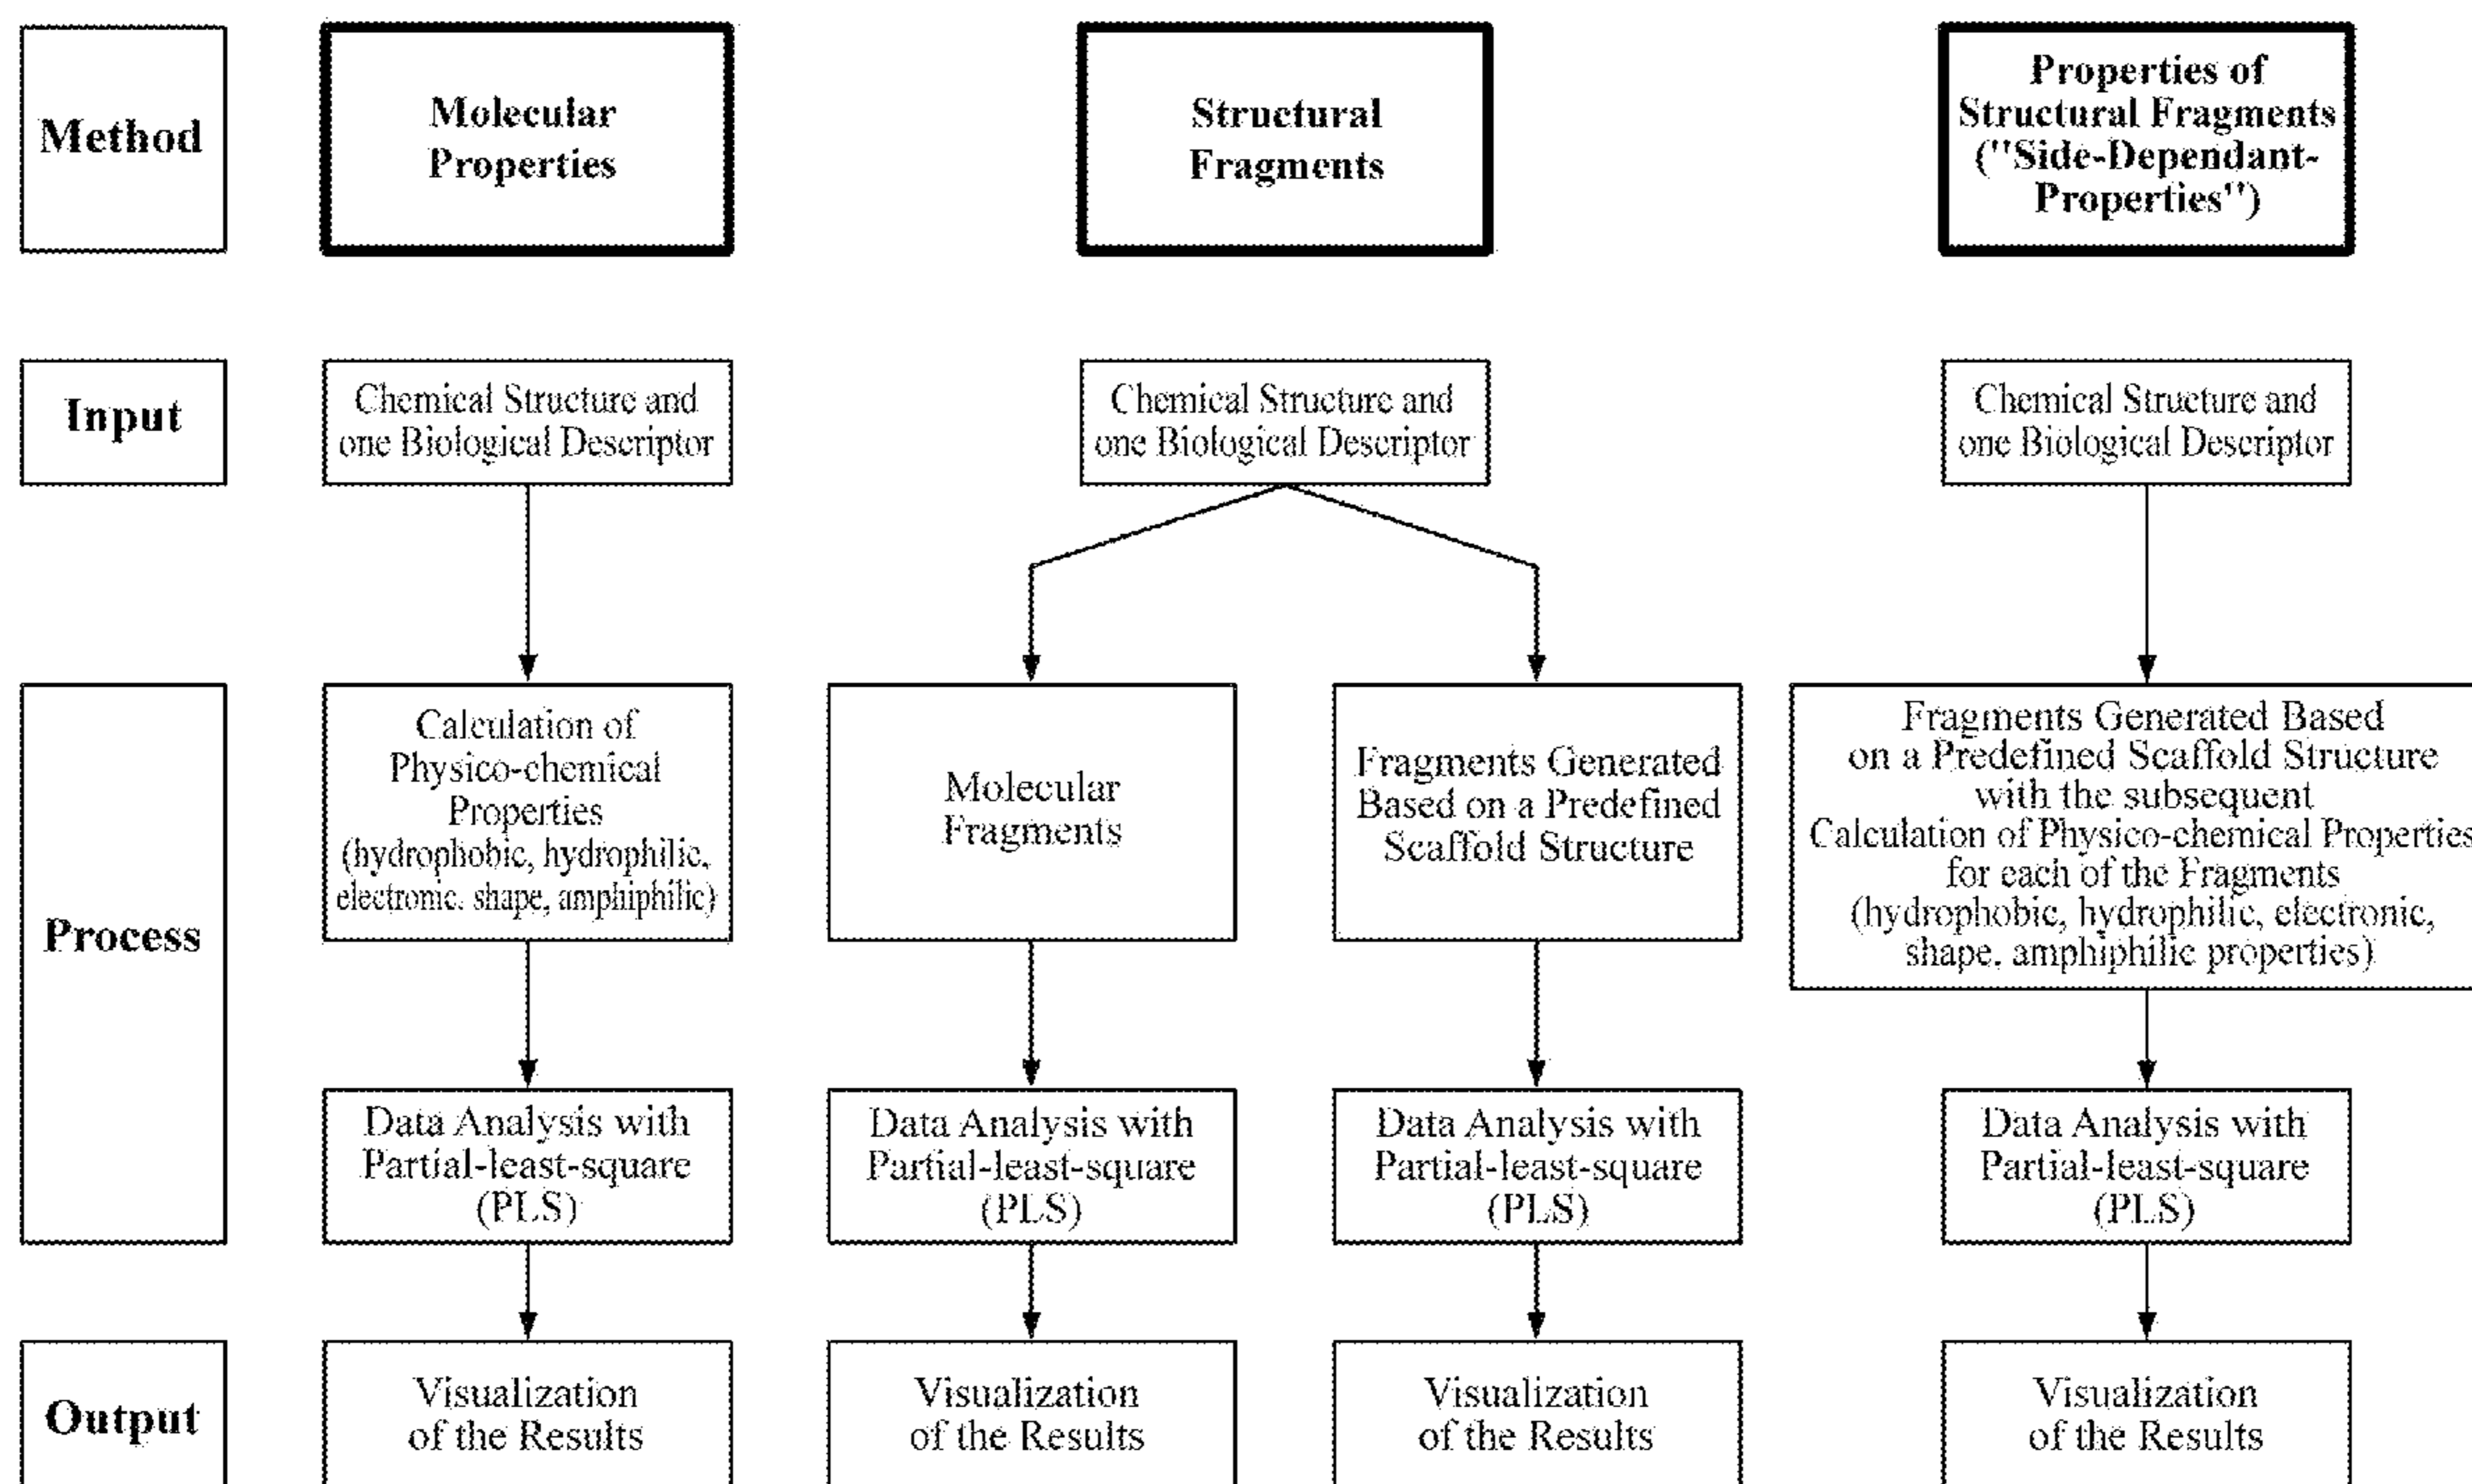 Method
Molecular
Properties
Structural
Fragments
Properties of
Structural Fragments
("Side-Dependant-
Properties")
Input
Chemical Structure and
one Biological Descriptor
Chemical Structure and
one Biological Descriptor
Chemical Structure and
one Biological Descriptor
Process
Calculation of
Physico-chemical
Properties
(hydrophobic, hydrophilic,
electronic, shape, amphiphilic)
Molecular
Fragments
Fragments Generated
Based on a Predefined
Scaffold Structure
Fragments Generated Based
on a Predefined Scaffold Structure
with the subsequent
Calculation of Physico-chemical Properties
for each of the Fragments
(hydrophobic, hydrophilic, electronic,
shape, amphiphilic properties)
Data Analysis with
Partial-least-square
(PLS)
Data Analysis with
Partial-least-square
(PLS)
Data Analysis with
Partial-least-square
(PLS)
Data Analysis with
Partial-least-square
(PLS)
Output
Visualization
of the Results
Visualization
of the Results
Visualization
of the Results
Visualization
of the Results